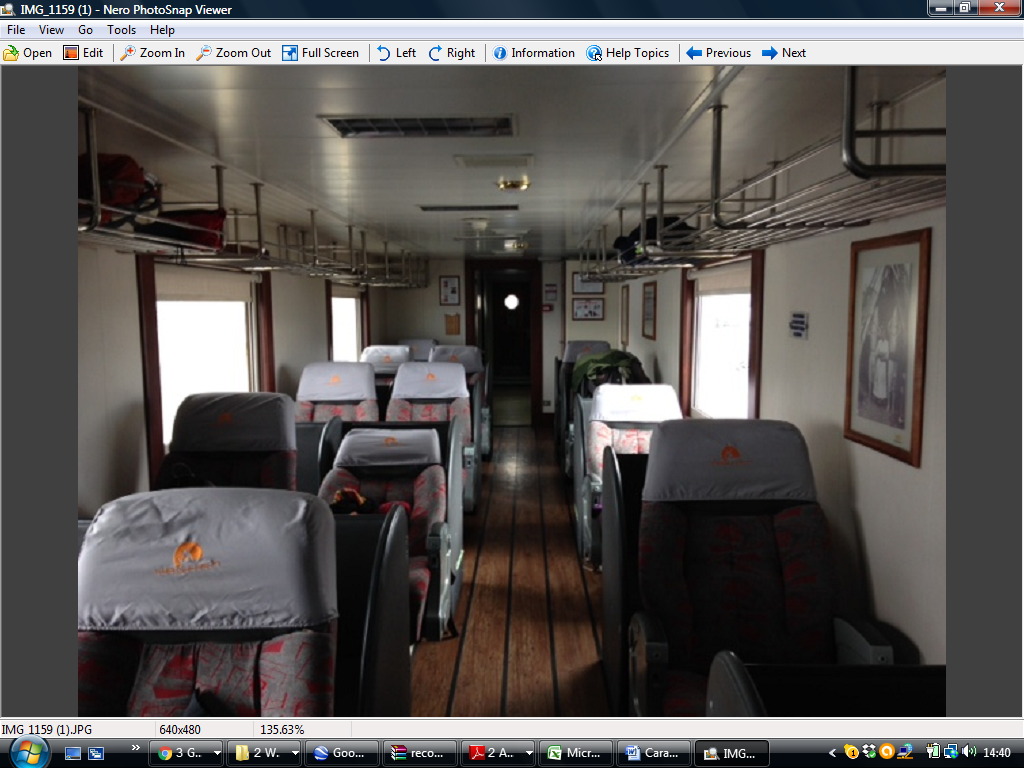 IMG_1159 (1) - Nero PhotoSnap Viewer
File View Go Tools Help
Open Edit Zoom In Zoom Out Full Screen Left Right Information Help Topics Previous Next
IMG_1159 (1).JPG 640x480 135.63%
» 3 G... 2 W... Goo... reco... 2 A... Micr... Cara... IMG... < 14:40